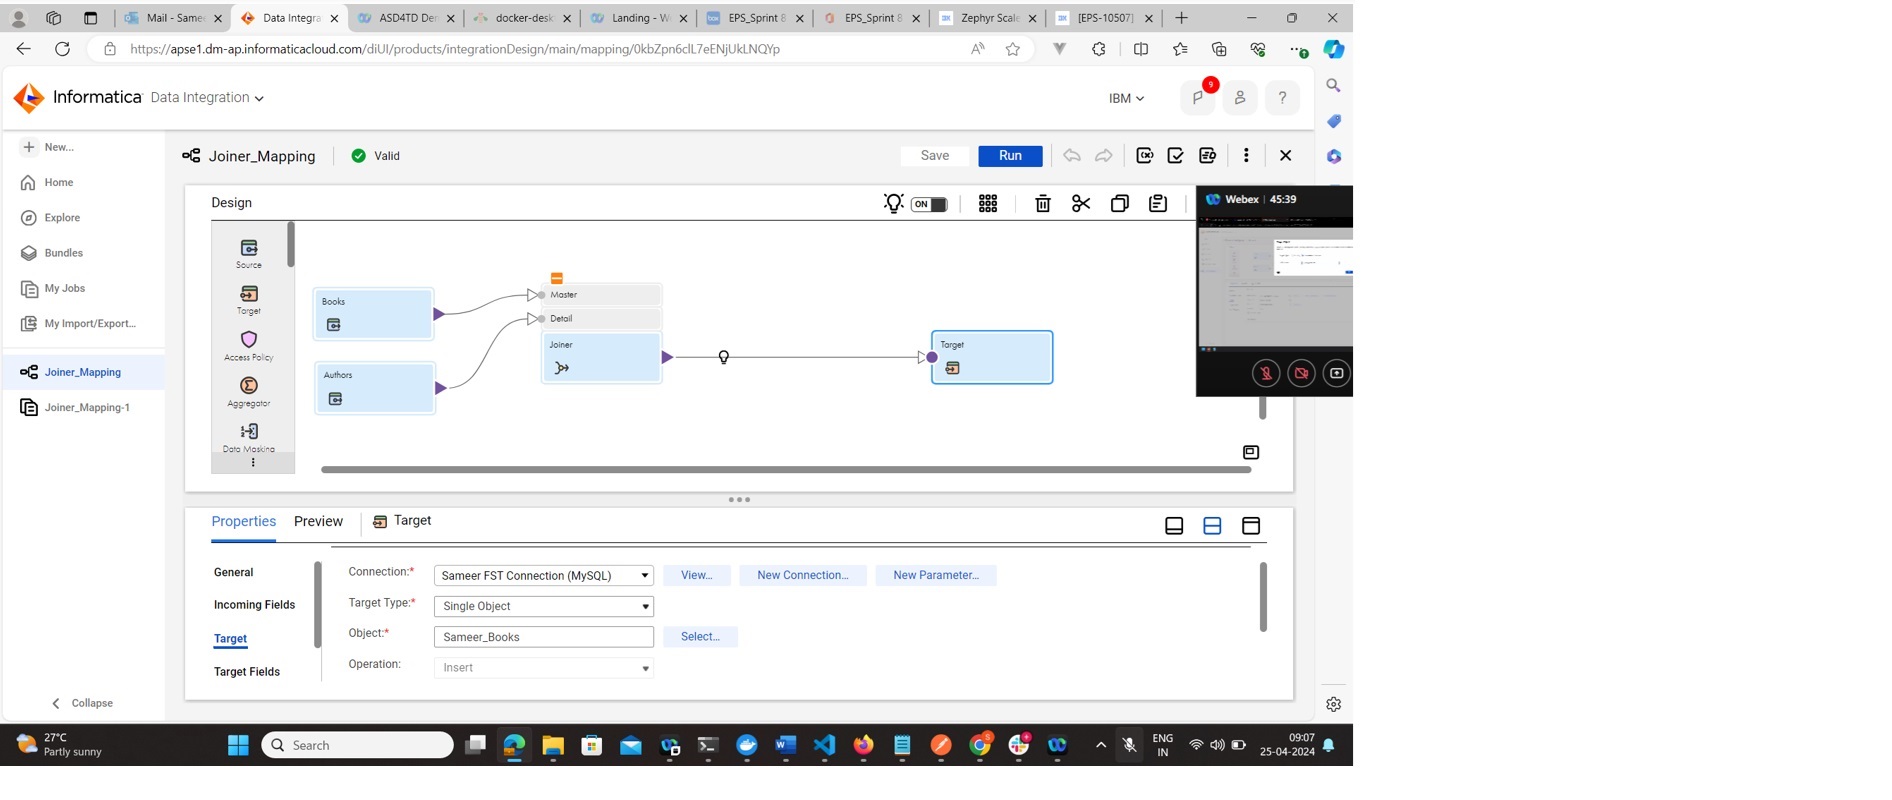 Mail - Samee
Data Integra
ASD4TD Der
docker-desk
Landing - W
EPS_Sprint 8
EPS_Sprint 8
Zephyr Scale
[EPS-10507]
https://apse1.dm-ap.informaticacloud.com/diUI/products/integrationDesign/main/mapping/0kbZpn6clL7eENjUkLNQYp
Informatica Data Integration
IBM
9
?
New...
Home
Explore
Bundles
My Jobs
My Import/Export...
Joiner_Mapping
Joiner_Mapping-1
Collapse
Joiner_Mapping
Valid
Save
Run
Design
ON
Source
Target
Access Policy
Aggregator
Data Masking
Books
Authors
Master
Detail
Joiner
Target
Webex | 45:39
Properties
Preview
Target
General
Incoming Fields
Target
Target Fields
Connection:* Sameer FST Connection (MySQL) View... New Connection... New Parameter...
Target Type:* Single Object
Object:* Sameer_Books Select...
Operation: Insert
27°C
Partly sunny
Search
ENG
IN
09:07
25-04-2024